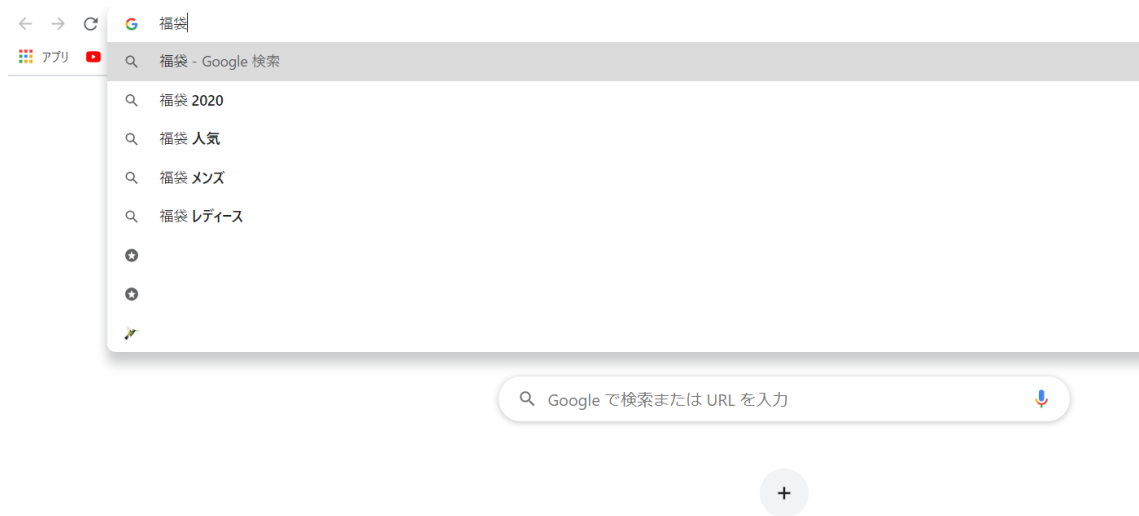 福袋
アプリ
福袋 - Google 検索
福袋 2020
福袋 人気
福袋 メンズ
福袋 レディース
Google で検索または URL を入力